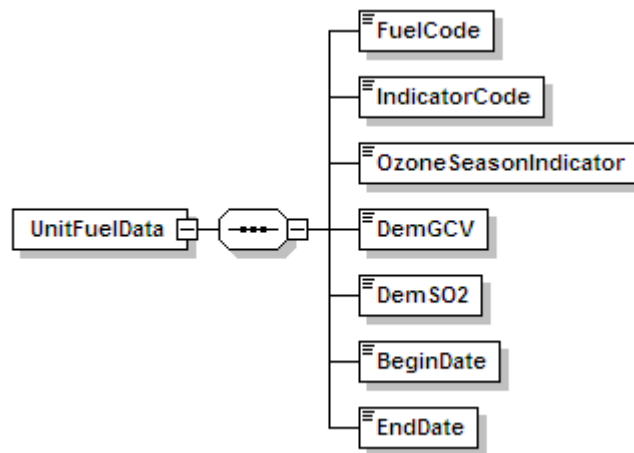 FuelCode
IndicatorCode
OzoneSeasonIndicator
UnitFuelData
DemGCV
DemSO2
BeginDate
EndDate